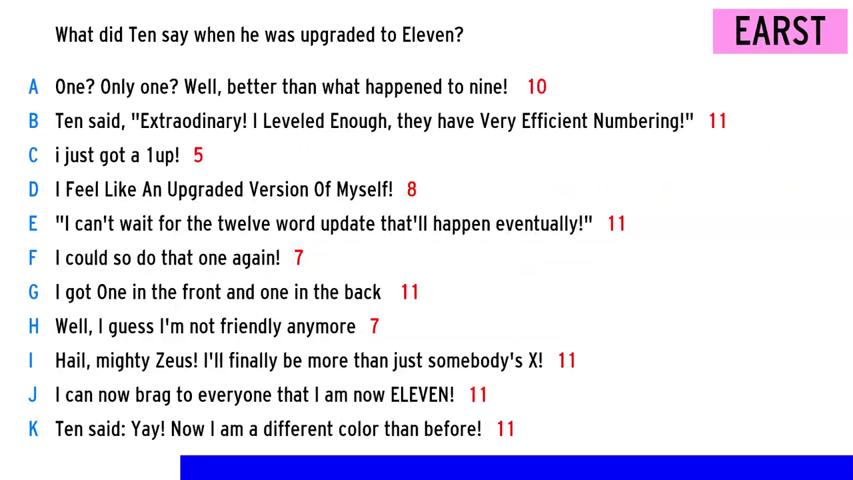 What did Ten say when he was upgraded to Eleven?
EARST
A One? Only one? Well, better than what happened to nine! 10
B Ten said, "Extraodinary! I Leveled Enough, they have Very Efficient Numbering!" 11
C i just got a 1up! 5
D I Feel Like An Upgraded Version Of Myself! 8
E "I can't wait for the twelve word update that'll happen eventually!" 11
F I could so do that one again! 7
G I got One in the front and one in the back 11
H Well, I guess I'm not friendly anymore 7
I Hail, mighty Zeus! I'll finally be more than just somebody's X! 11
J I can now brag to everyone that I am now ELEVEN! 11
K Ten said: Yay! Now I am a different color than before! 11